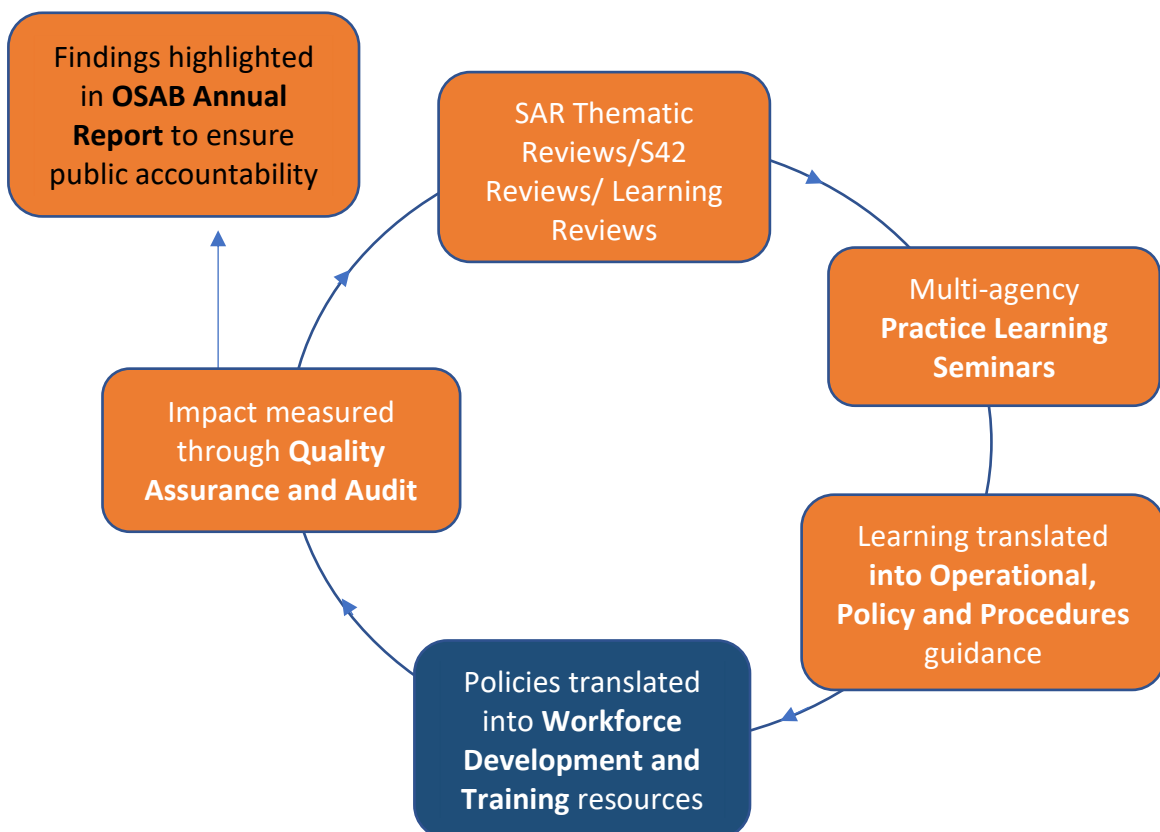 Findings highlighted
in OSAB Annual
Report to ensure
public accountability
SAR Thematic
Reviews/S42
Reviews/ Learning
Reviews
Multi-agency
Practice Learning
Seminars
Learning translated
into Operational,
Policy and Procedures
guidance
Policies translated
into Workforce
Development and
Training resources
Impact measured
through Quality
Assurance and Audit